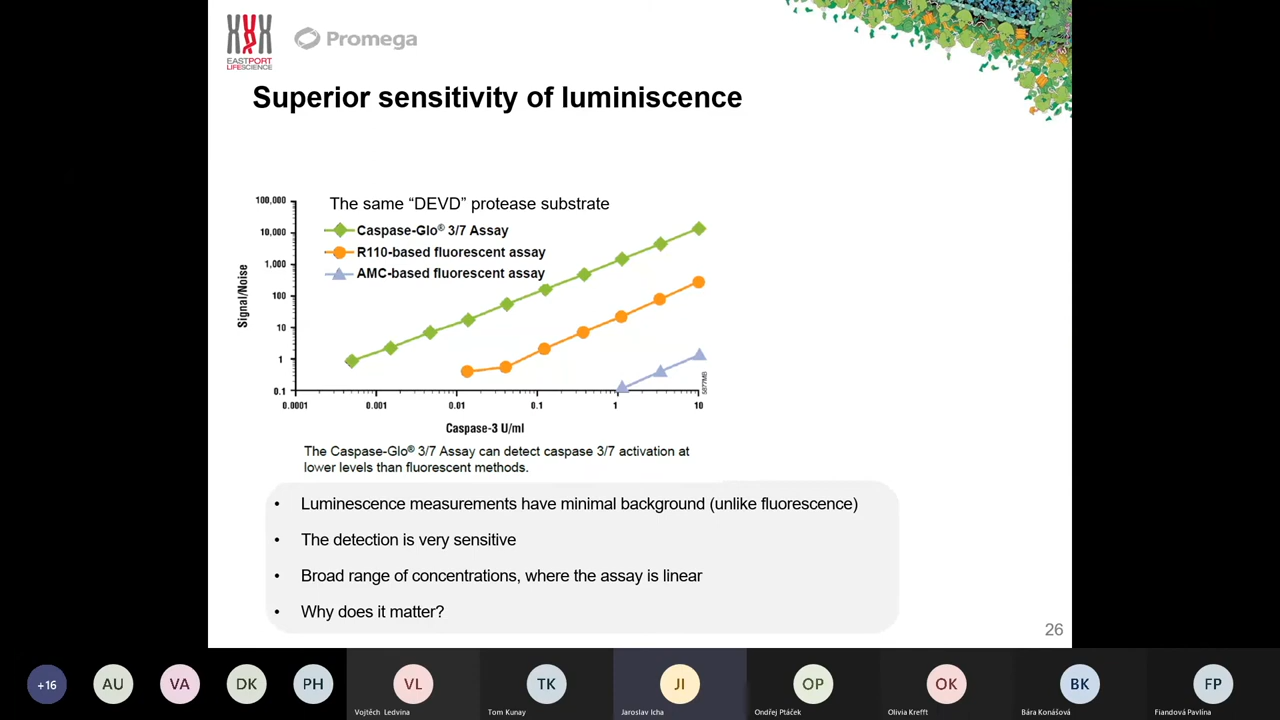 EASTPORT
LIFESCIENCE
Promega
Superior sensitivity of luminiscence
The same “DEVD” protease substrate
Caspase-Glo® 3/7 Assay
R110-based fluorescent assay
AMC-based fluorescent assay
Signal/Noise
100,000
10,000
1,000
100
10
1
0.1
0.0001
0.001
0.01
0.1
1
10
5877MB
Caspase-3 U/ml
The Caspase-Glo® 3/7 Assay can detect caspase 3/7 activation at
lower levels than fluorescent methods.
• Luminescence measurements have minimal background (unlike fluorescence)
• The detection is very sensitive
• Broad range of concentrations, where the assay is linear
• Why does it matter?
26
+16
AU
VA
DK
PH
VL
TK
JI
OP
OK
BK
FP
Vojtěch Ledvina
Tom Kunay
Jaroslav Icha
Ondřej Ptáček
Olivia Krefft
Bára Konášová
Fiandová Pavlína